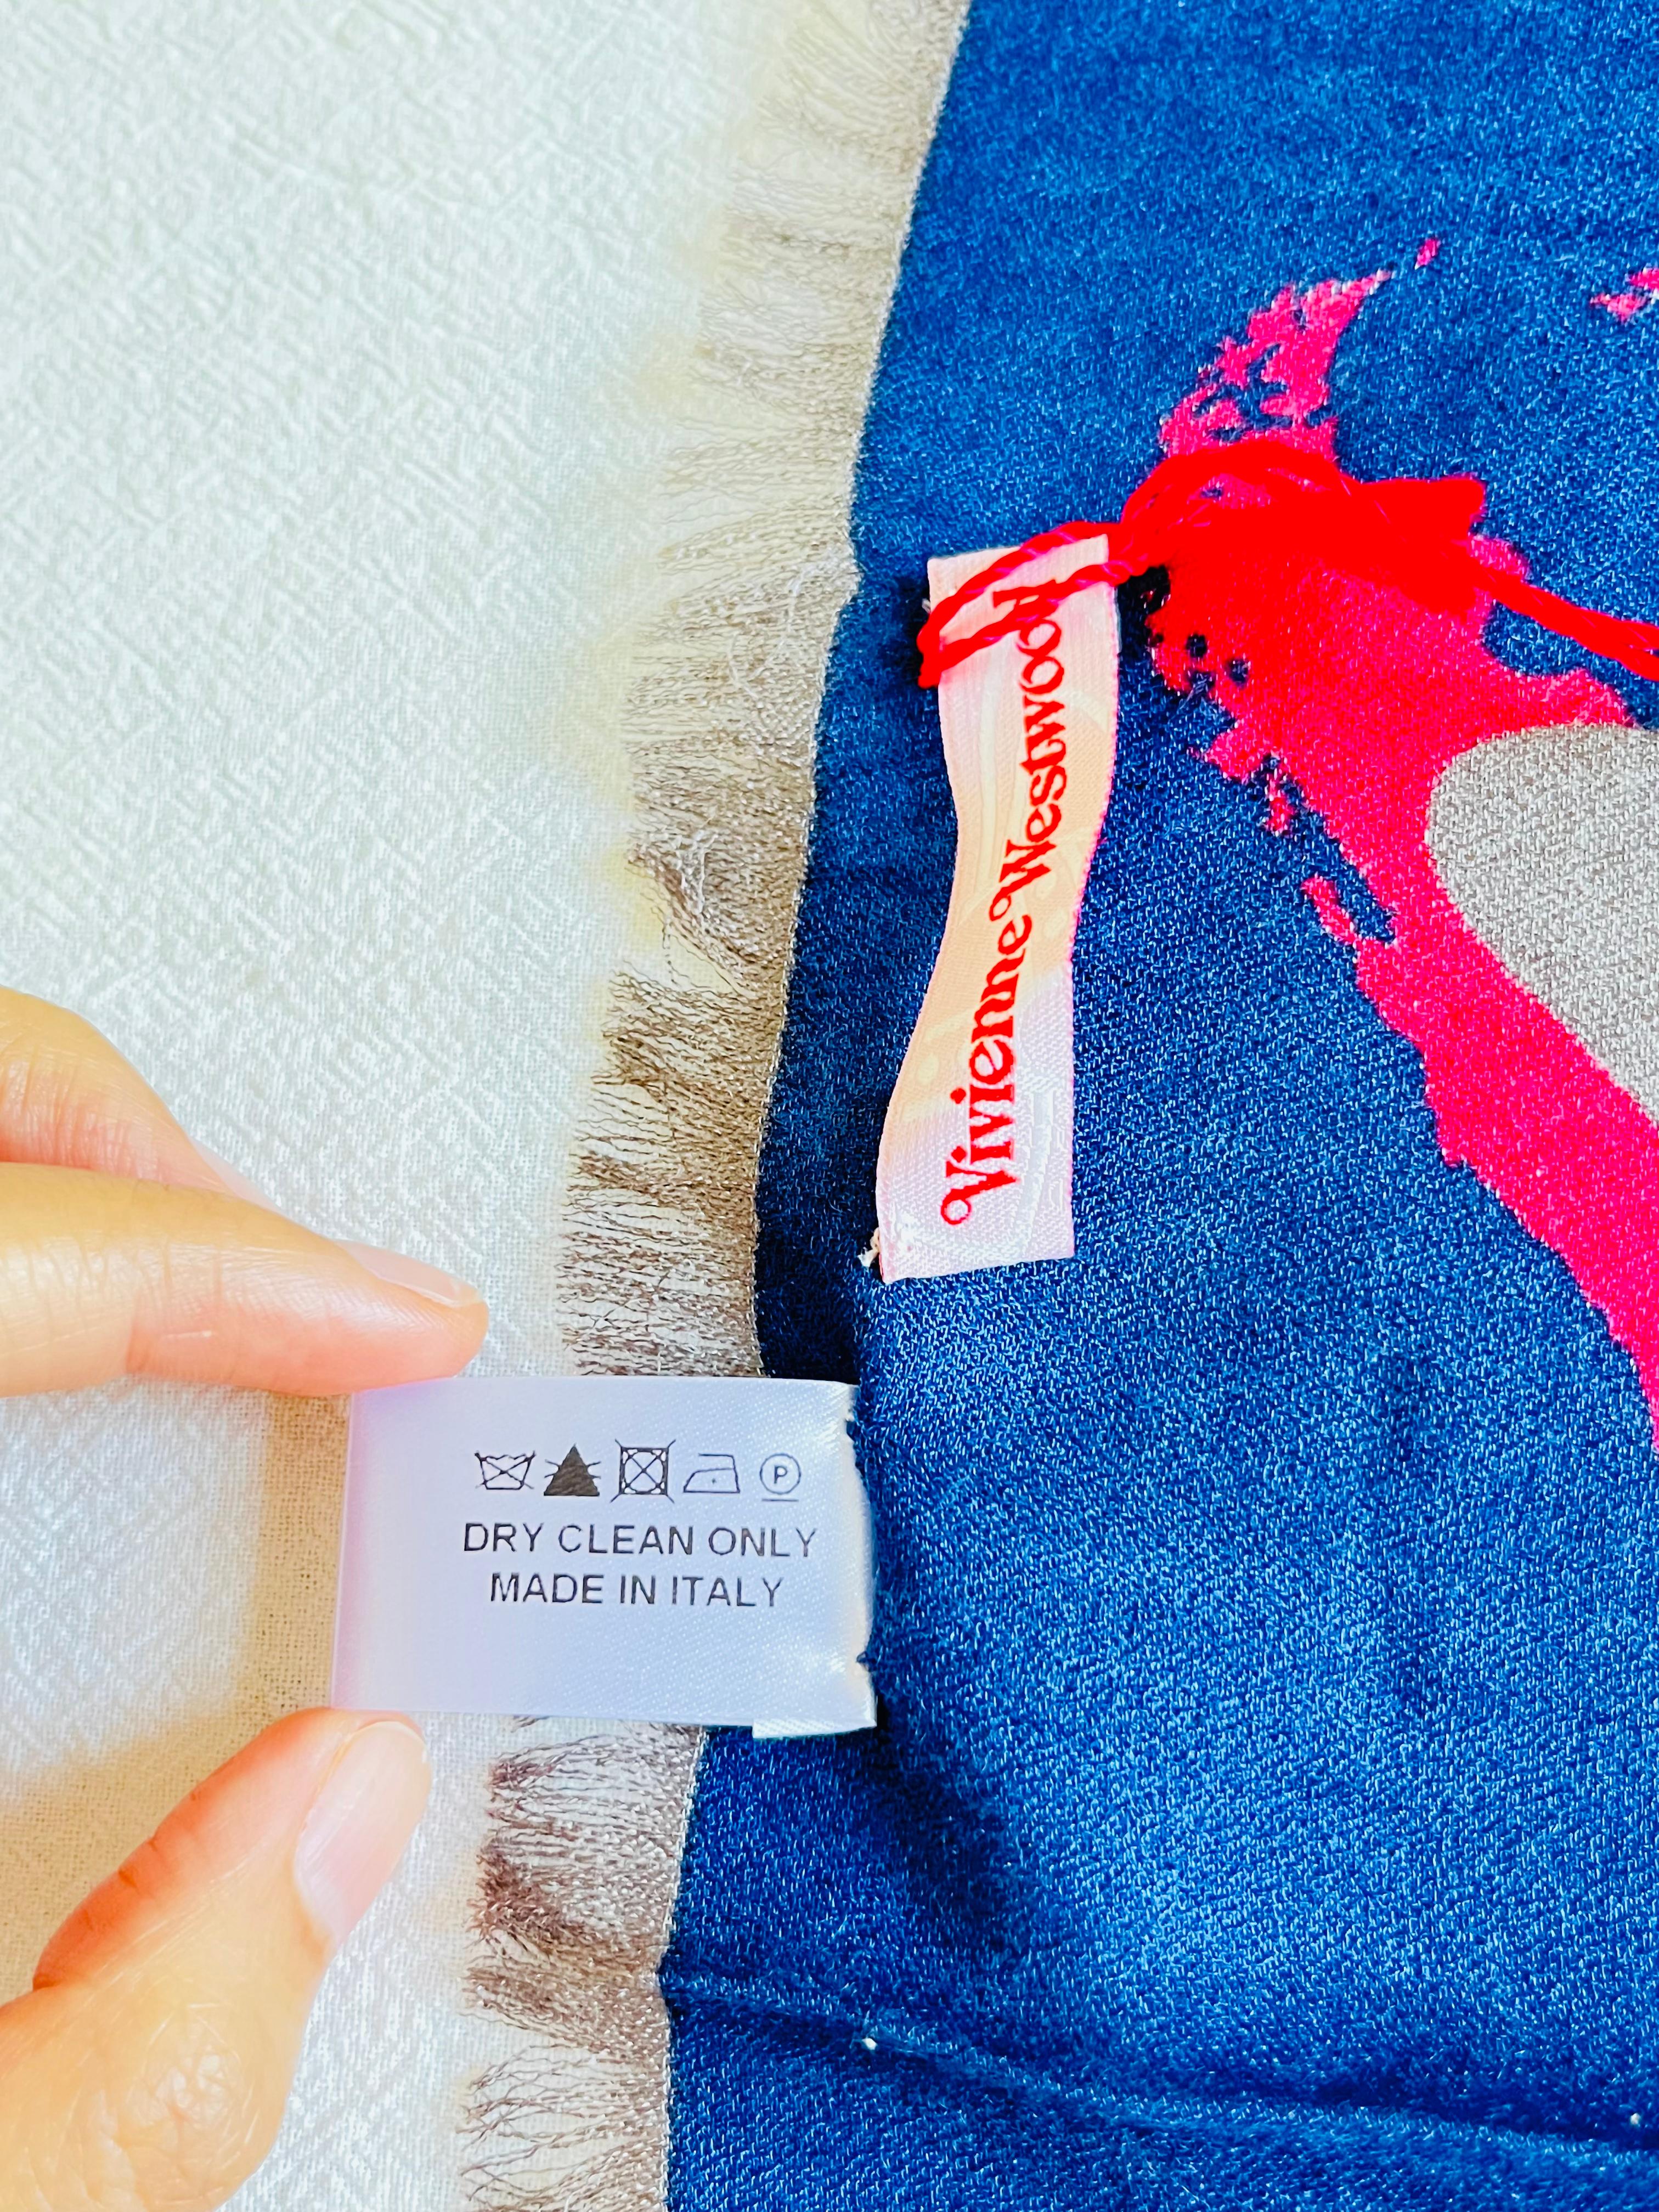 Vivienne Westwood
P
DRY CLEAN ONLY
MADE IN ITALY